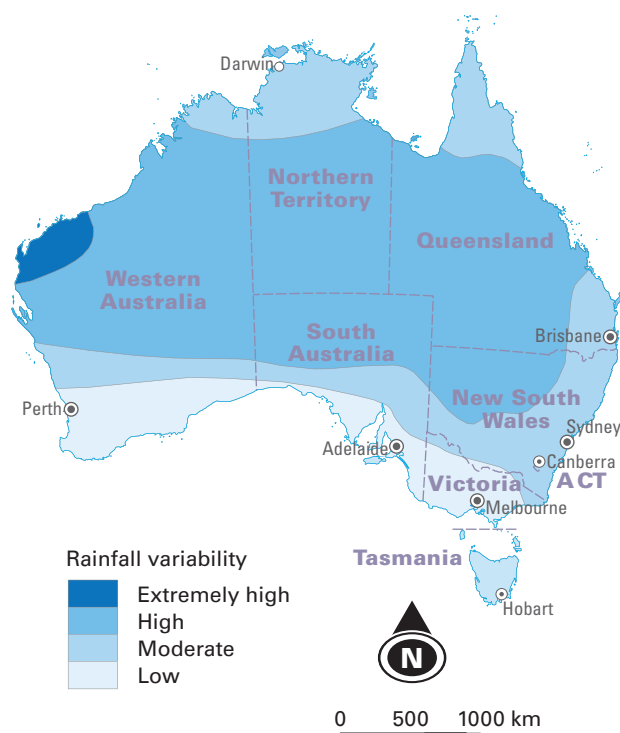 Darwin
Northern
Territory
Queensland
Western
Australia
South
Australia
Brisbane
New South
Wales
Perth
Sydney
Adelaide
Canberra
Victoria
ACT
Melbourne
Tasmania
Hobart
Rainfall variability
Extremely high
High
Moderate
Low
N
0 500 1000 km